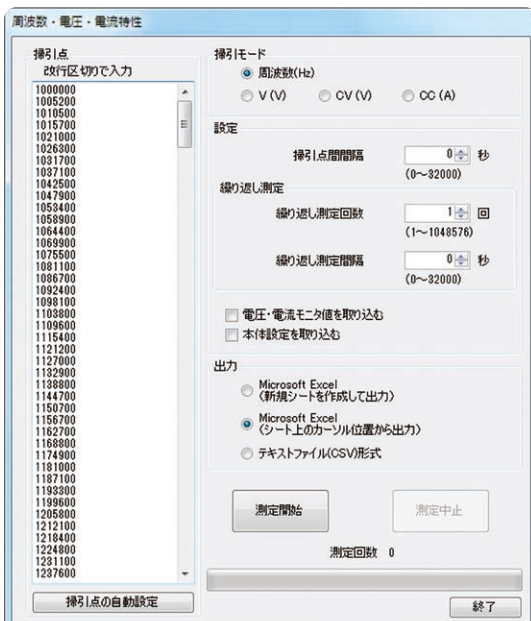 周波数・電圧・電流特性
掃引点
改行区切りで入力
1000000
1005200
1010500
1015700
1021000
1026300
1031700
1037100
1042500
1047900
1053400
1058900
1064400
1069900
1075500
1081100
1086700
1092400
1098100
1103800
1109600
1115400
1121200
1127000
1132900
1138800
1144700
1150700
1156700
1162700
1168800
1174900
1181000
1187100
1193300
1199600
1205800
1212100
1218400
1224800
1231100
1237600
掃引点の自動設定
掃引モード
周波数(Hz)
V (V) CV (V) CC (A)
設定
掃引点間間隔 0 秒
(0～32000)
繰り返し測定
繰り返し測定回数 1 回
(1～1048576)
繰り返し測定間隔 0 秒
(0～32000)
電圧・電流モニタ値を取り込む
本体設定を取り込む
出力
Microsoft Excel
(新規シートを作成して出力)
Microsoft Excel
(シート上のカーソル位置から出力)
テキストファイル(CSV)形式
測定開始 測定中止
測定回数 0
終了